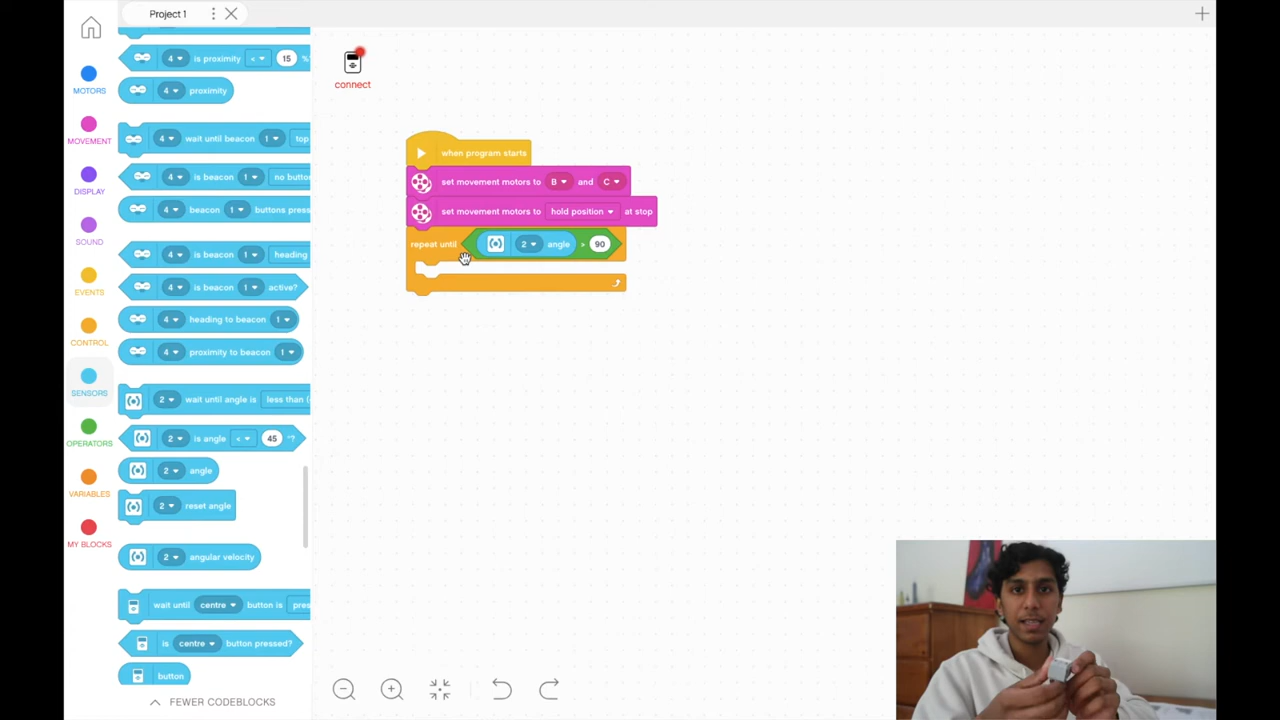 Project 1
connect
MOTORS
MOVEMENT
DISPLAY
SOUND
EVENTS
CONTROL
SENSORS
OPERATORS
VARIABLES
MY BLOCKS
4 is proximity < 15 %
4 proximity
4 wait until beacon 1 top
4 is beacon 1 no button
4 beacon 1 buttons press
4 is beacon 1 heading
4 is beacon 1 active?
4 heading to beacon 1
4 proximity to beacon 1
2 wait until angle is less than (
2 is angle < 45 °?
2 angle
2 reset angle
2 angular velocity
wait until centre button is pres
is centre button pressed?
button
FEWER CODEBLOCKS
when program starts
set movement motors to B and C
set movement motors to hold position at stop
repeat until 2 angle > 90